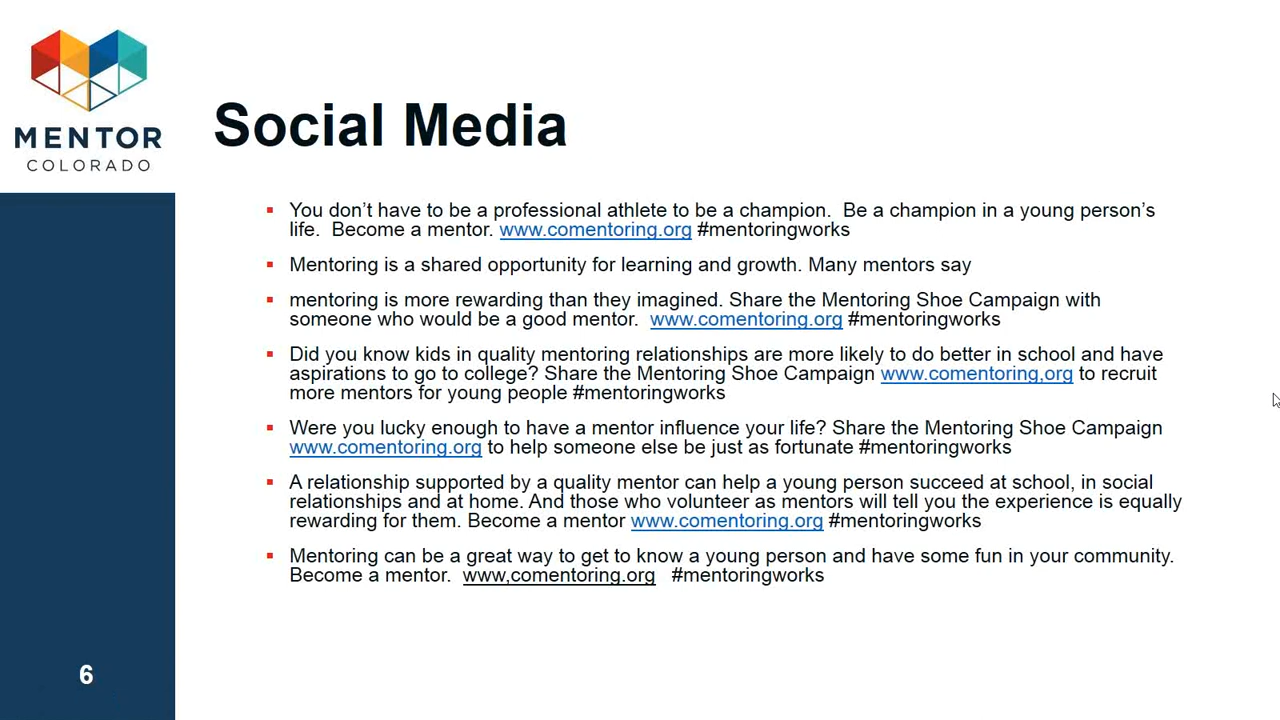 MENTOR
COLORADO
Social Media
▪ You don’t have to be a professional athlete to be a champion.  Be a champion in a young person’s
life.  Become a mentor. www.comentoring.org #mentoringworks
▪ Mentoring is a shared opportunity for learning and growth. Many mentors say
▪ mentoring is more rewarding than they imagined. Share the Mentoring Shoe Campaign with
someone who would be a good mentor.  www.comentoring.org #mentoringworks
▪ Did you know kids in quality mentoring relationships are more likely to do better in school and have
aspirations to go to college? Share the Mentoring Shoe Campaign www.comentoring,org to recruit
more mentors for young people #mentoringworks
▪ Were you lucky enough to have a mentor influence your life? Share the Mentoring Shoe Campaign
www.comentoring.org to help someone else be just as fortunate #mentoringworks
▪ A relationship supported by a quality mentor can help a young person succeed at school, in social
relationships and at home. And those who volunteer as mentors will tell you the experience is equally
rewarding for them. Become a mentor www.comentoring.org #mentoringworks
▪ Mentoring can be a great way to get to know a young person and have some fun in your community.
Become a mentor.  www,comentoring.org   #mentoringworks
6